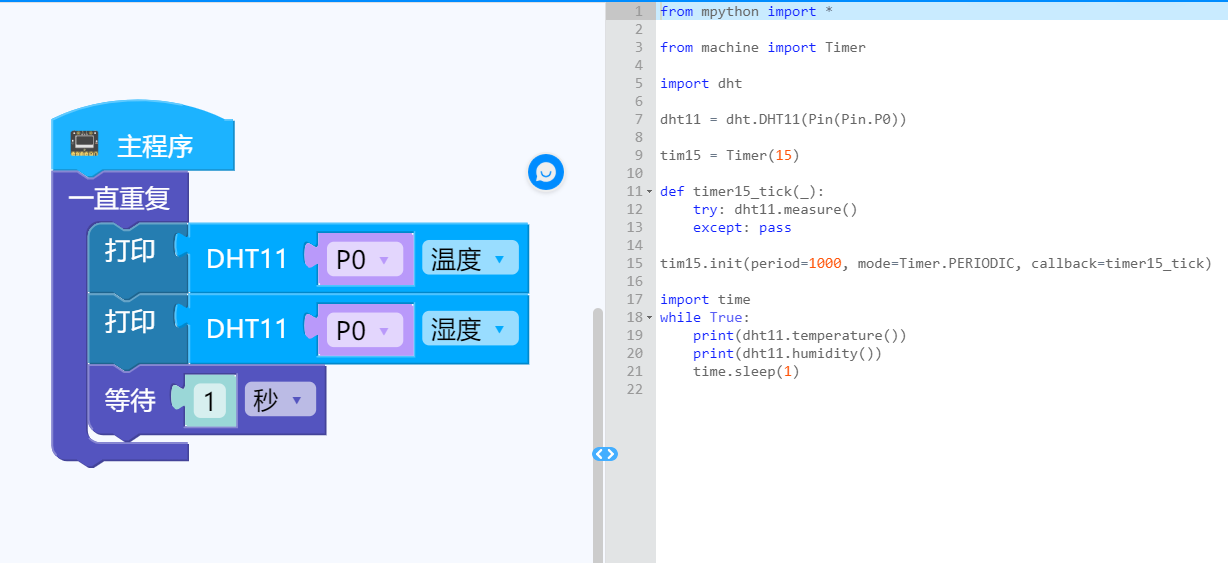 主程序
一直重复
打印 DHT11 P0 温度
打印 DHT11 P0 湿度
等待 1 秒
1 from mpython import *
2
3 from machine import Timer
4
5 import dht
6
7 dht11 = dht.DHT11(Pin(Pin.P0))
8
9 tim15 = Timer(15)
10
11 def timer15_tick(_):
12     try: dht11.measure()
13     except: pass
14
15 tim15.init(period=1000, mode=Timer.PERIODIC, callback=timer15_tick)
16
17 import time
18 while True:
19     print(dht11.temperature())
20     print(dht11.humidity())
21     time.sleep(1)
22